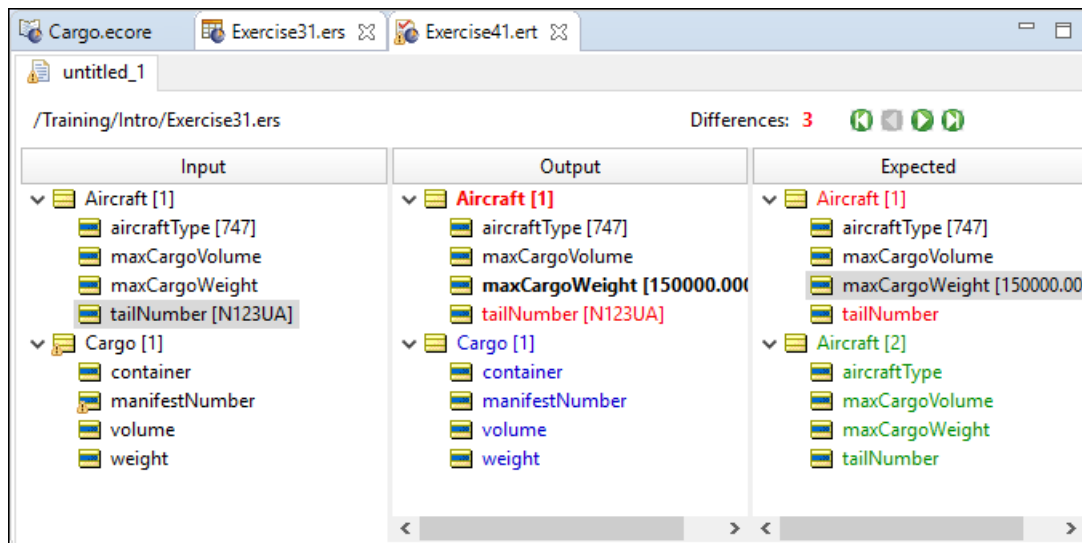 Cargo.ecore Exercise31.ers Exercise41.ert
untitled_1
/Training/Intro/Exercise31.ers Differences: 3
Input Output Expected
Aircraft [1] Aircraft [1] Aircraft [1]
aircraftType [747] aircraftType [747] aircraftType [747]
maxCargoVolume maxCargoVolume maxCargoVolume
maxCargoWeight maxCargoWeight [150000.000 maxCargoWeight [150000.00
tailNumber [N123UA] tailNumber [N123UA] tailNumber
Cargo [1] Cargo [1] Aircraft [2]
container container aircraftType
manifestNumber manifestNumber maxCargoVolume
volume volume maxCargoWeight
weight weight tailNumber